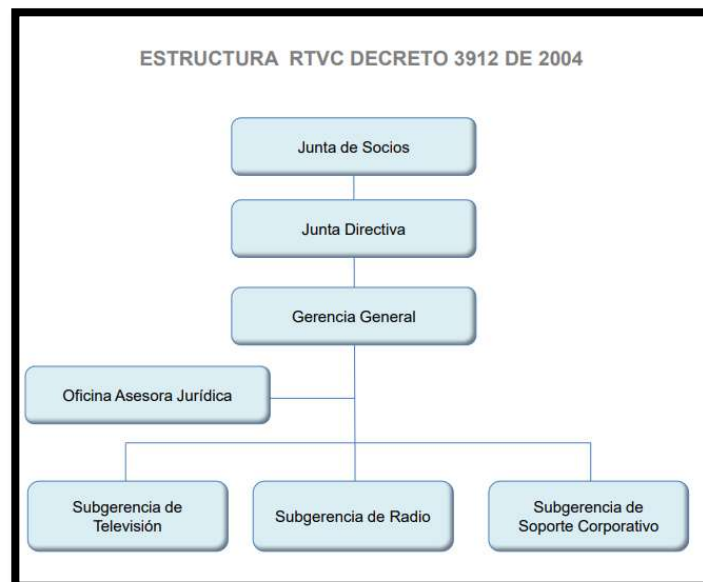 ESTRUCTURA RTVC DECRETO 3912 DE 2004
Junta de Socios
Junta Directiva
Gerencia General
Oficina Asesora Jurídica
Subgerencia de
Televisión
Subgerencia de Radio
Subgerencia de
Soporte Corporativo